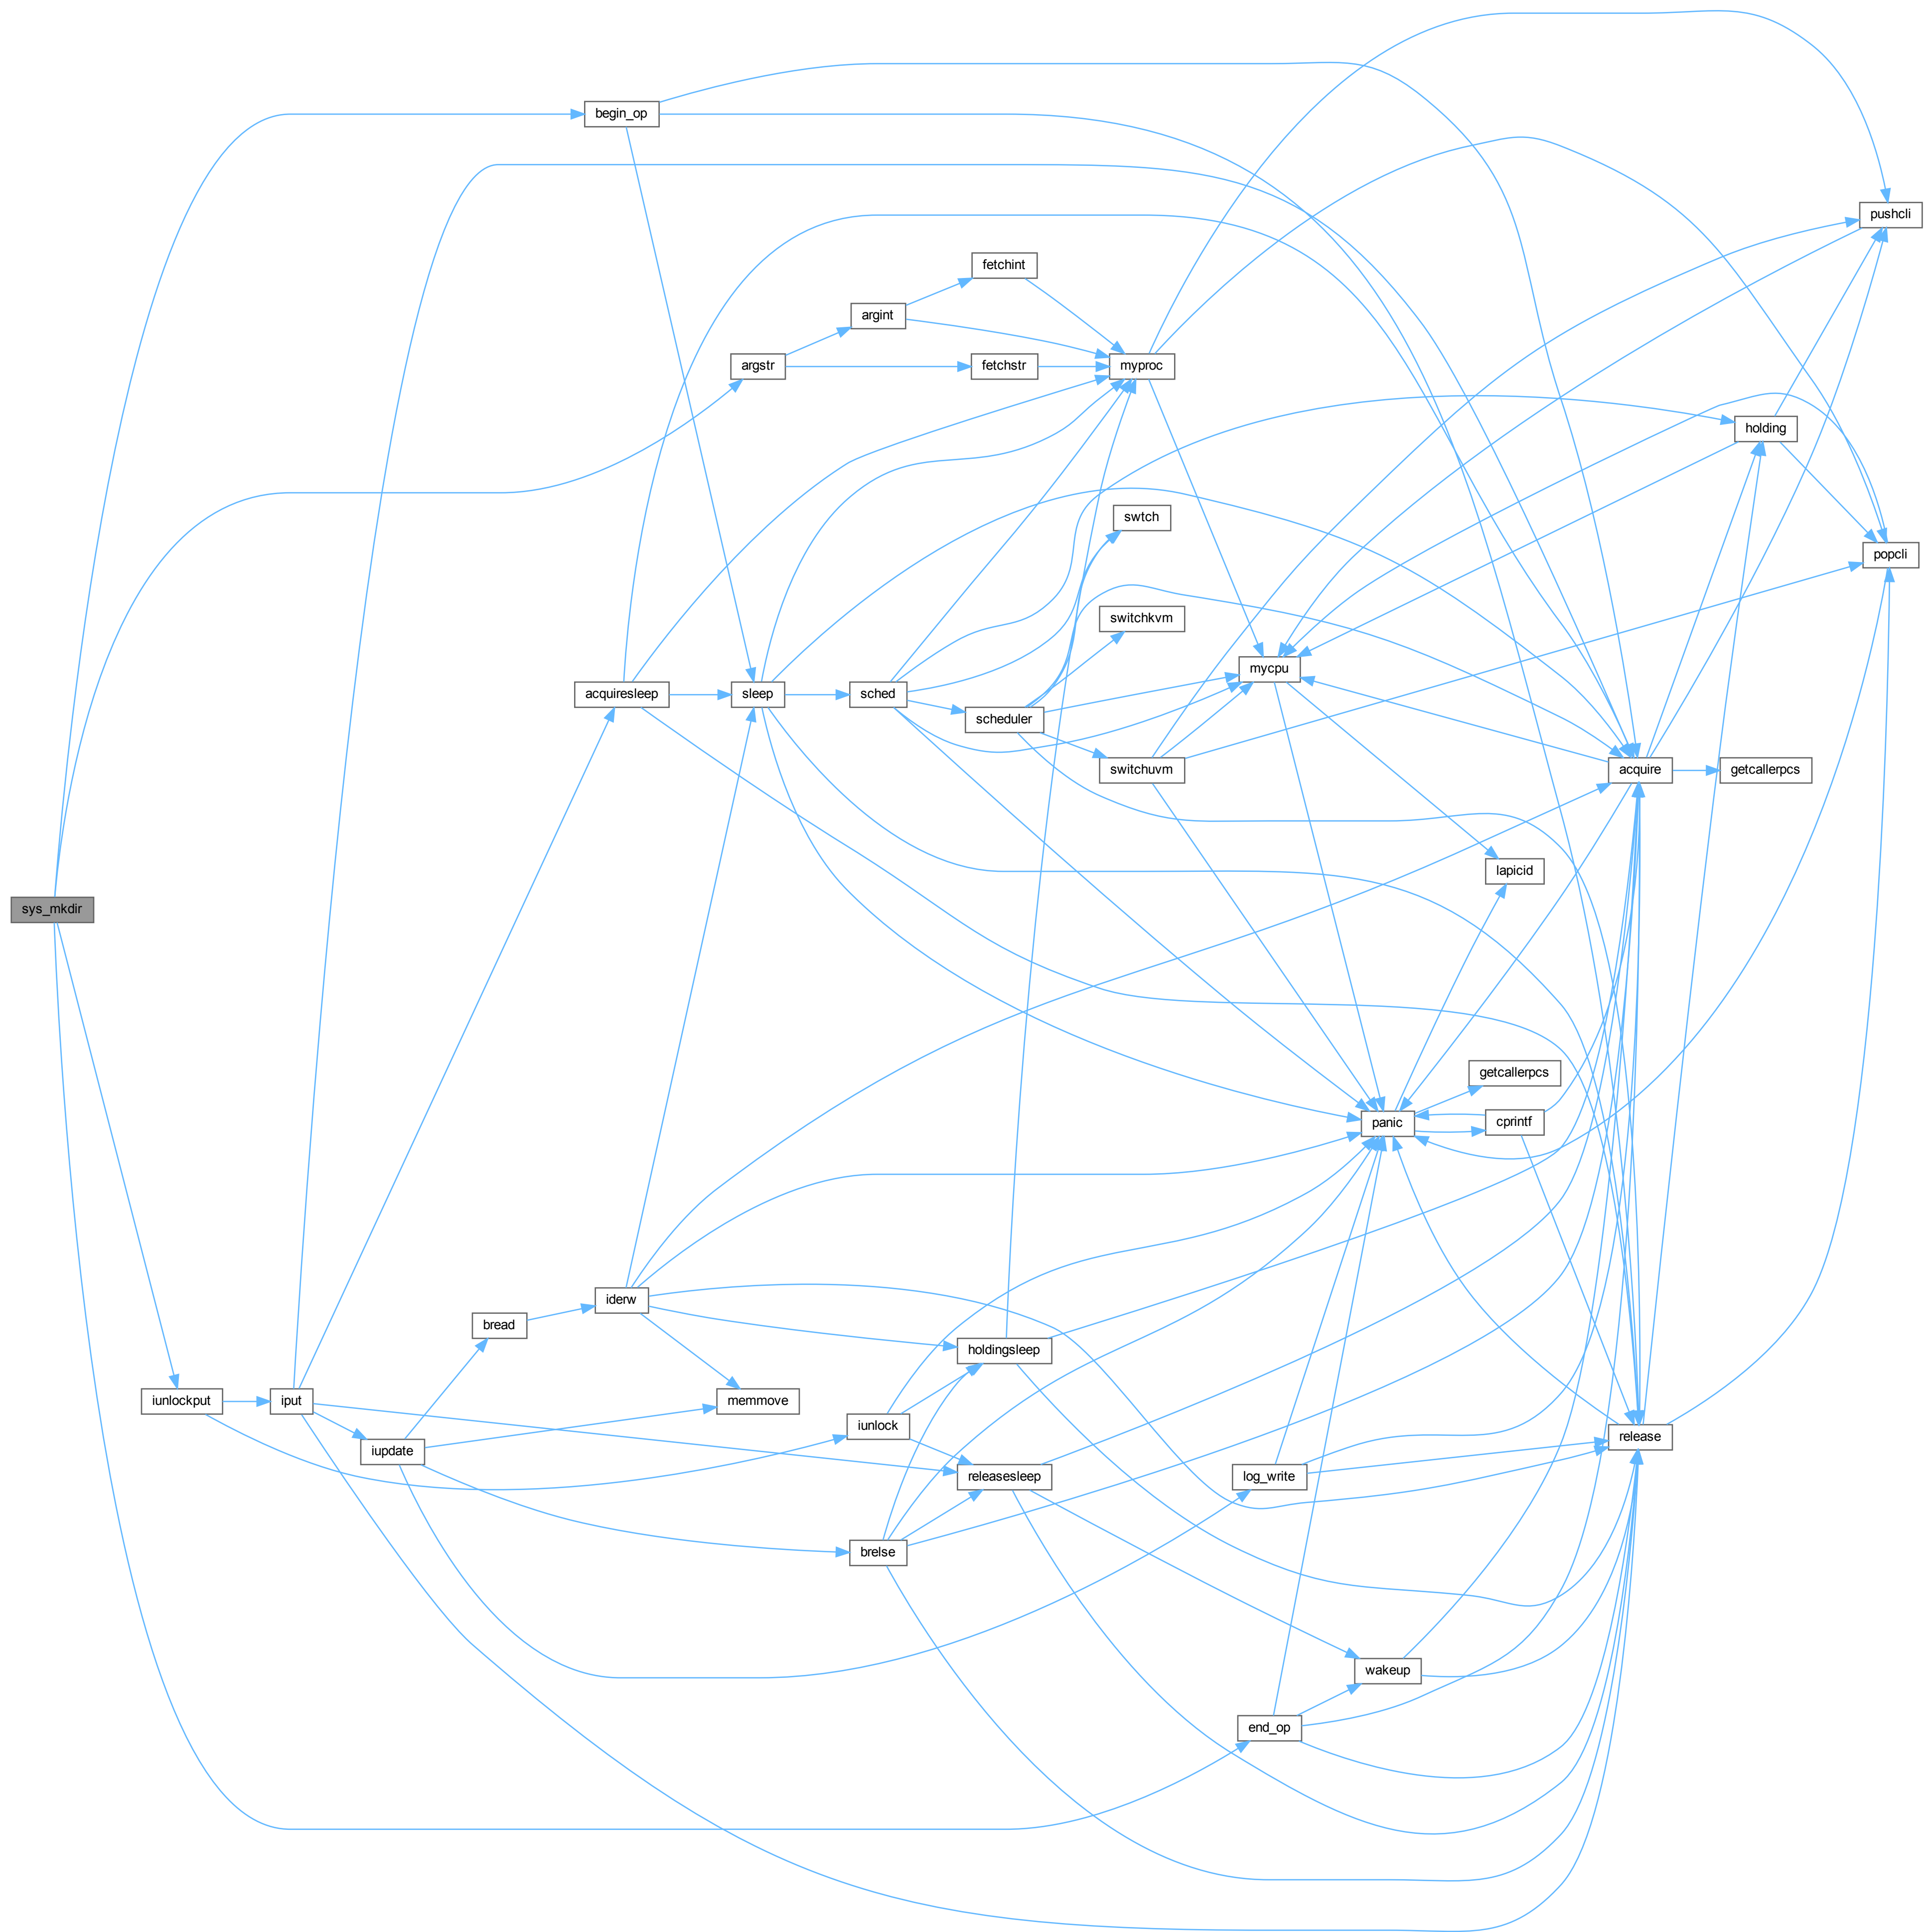 begin_op
pushcli
fetchint
argint
argstr
fetchstr
myproc
holding
swtch
popcli
switchkvm
mycpu
acquiresleep
sleep
sched
scheduler
switchuvm
acquire
getcallerpcs
lapicid
sys_mkdir
getcallerpcs
panic
cprintf
iderw
bread
holdingsleep
iunlockput
iput
memmove
iunlock
iupdate
release
releasesleep
log_write
brelse
wakeup
end_op